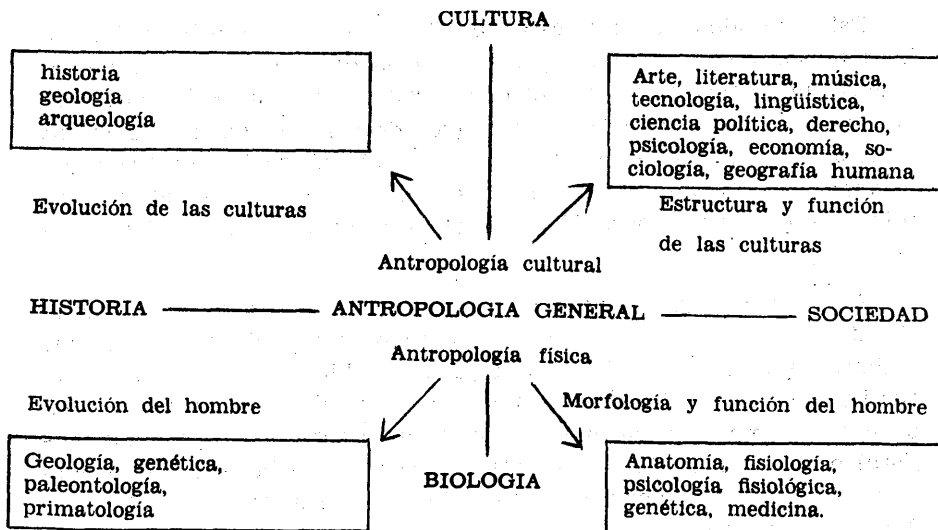 CULTURA
historia
geología
arqueología
Arte, literatura, música,
tecnología, lingüística,
ciencia política, derecho,
psicología, economía, so-
ciología, geografía humana
Evolución de las culturas
Estructura y función
de las culturas
Antropología cultural
HISTORIA ANTROPOLOGIA GENERAL SOCIEDAD
Antropología física
Evolución del hombre
Morfología y función del hombre
Geología, genética,
paleontología,
primatología
BIOLOGIA
Anatomía, fisiología,
psicología fisiológica,
genética, medicina.